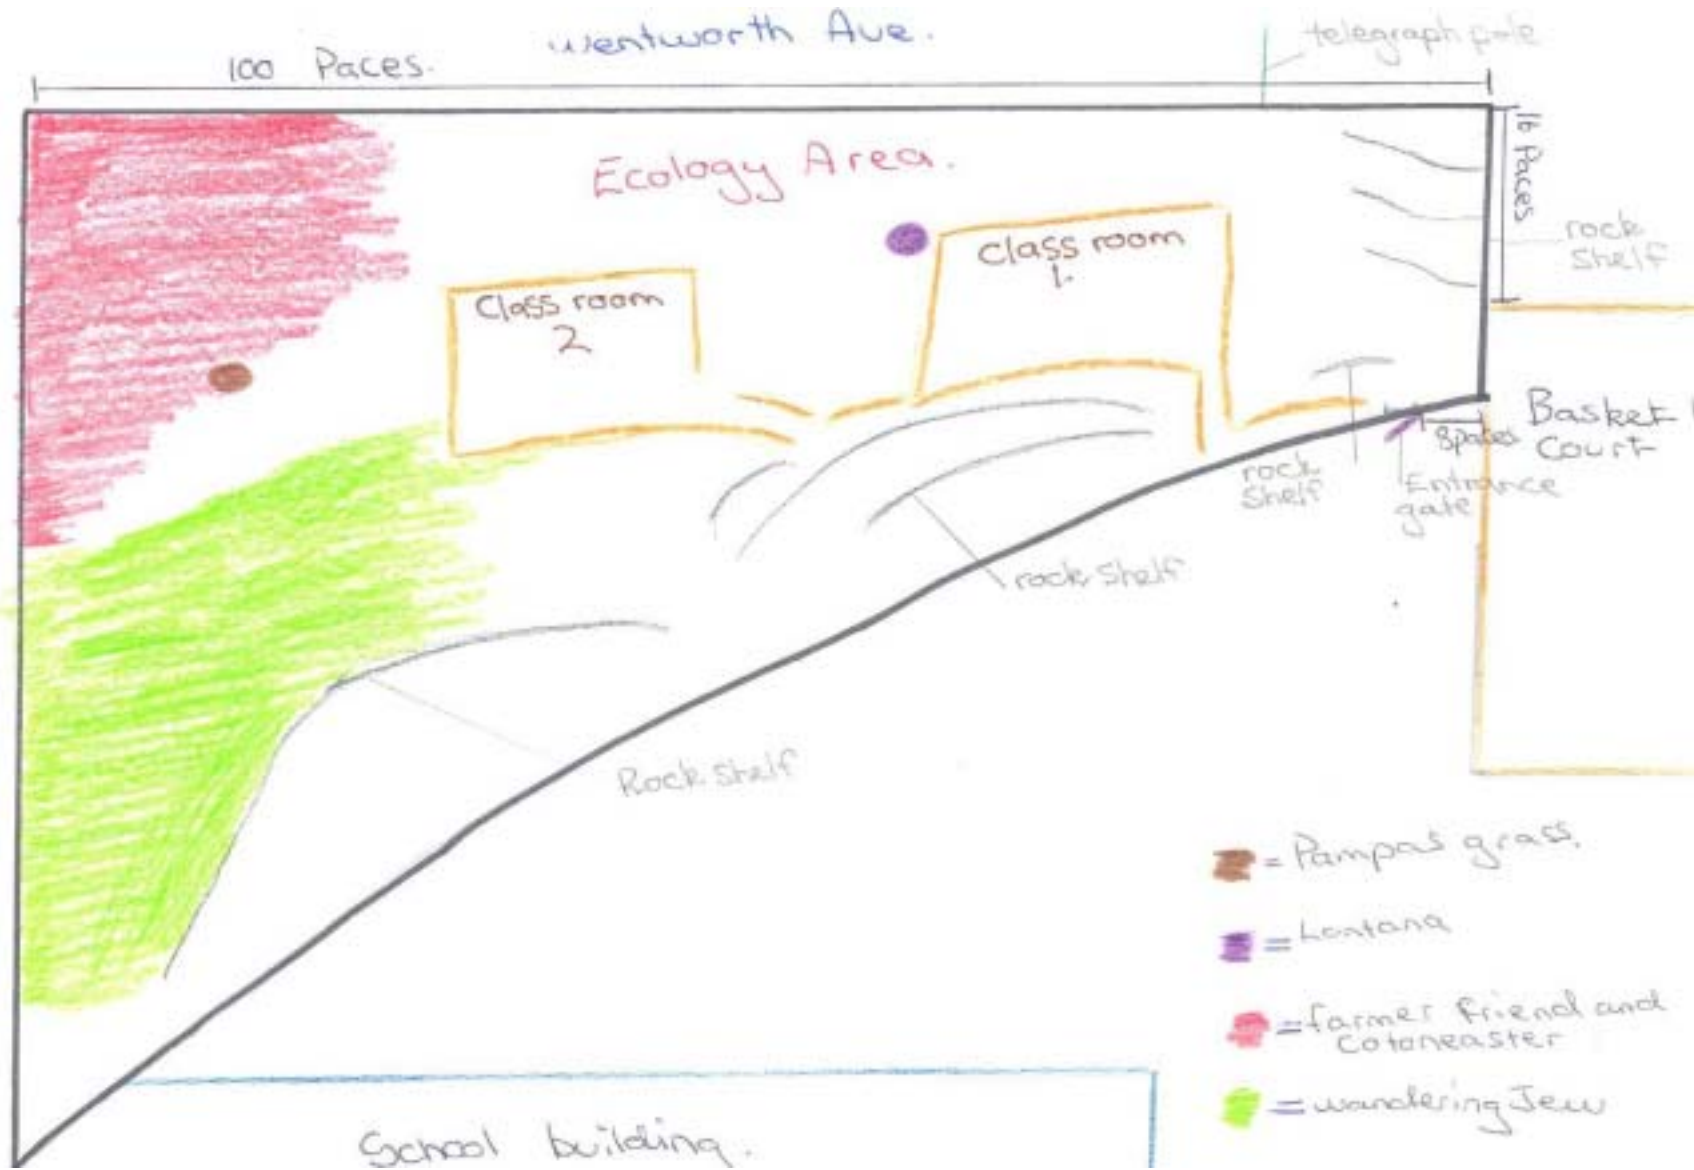 wentworth Ave.
100 Paces.
telegraph pole
16 Paces
Ecology Area.
rock
Shelf
Class room
1.
Class room
2
Basket
Court
8paces
Entrance
gate
rock
Shelf
rock Shelf
Rock Shelf
= Pampas grass.
= Lantana
= farmer friend and
Cotoneaster
= wandering Jew
School building.